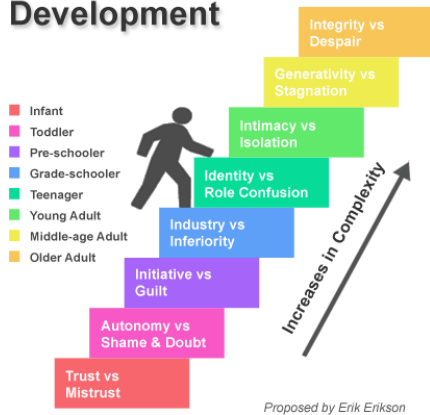 Development
Integrity vs
Despair
Generativity vs
Stagnation
Infant
Toddler
Pre-schooler
Grade-schooler
Teenager
Young Adult
Middle-age Adult
Older Adult
Intimacy vs
Isolation
Identity vs
Role Confusion
Industry vs
Inferiority
Initiative vs
Guilt
Autonomy vs
Shame & Doubt
Trust vs
Mistrust
Increases in Complexity
Proposed by Erik Erikson